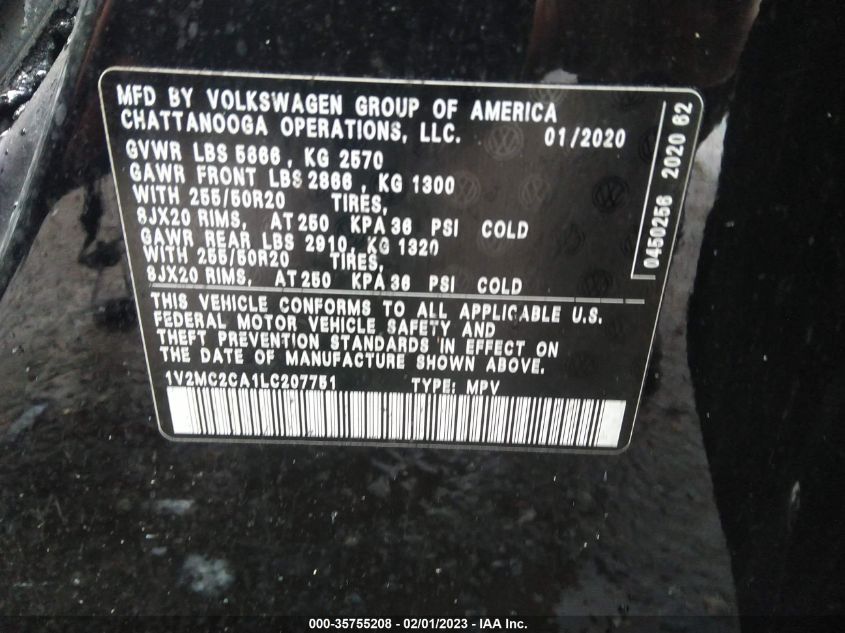 MFD BY VOLKSWAGEN GROUP OF AMERICA
CHATTANOOGA OPERATIONS, LLC. 01/2020
GVWR LBS 5666, KG 2570
GAWR FRONT LBS 2866, KG 1300
WITH 255/50R20 TIRES,
8JX20 RIMS, AT 250 KPA 36 PSI COLD
GAWR REAR LBS 2910, KG 1320
WITH 255/50R20 TIRES,
8JX20 RIMS, AT 250 KPA 36 PSI COLD
THIS VEHICLE CONFORMS TO ALL APPLICABLE U.S.
FEDERAL MOTOR VEHICLE SAFETY AND
THEFT PREVENTION STANDARDS IN EFFECT ON
THE DATE OF MANUFACTURE SHOWN ABOVE.
1V2MC2CA1LC207751 TYPE: MPV
0450256 2020 62
000-35755208 - 02/01/2023 - IAA Inc.